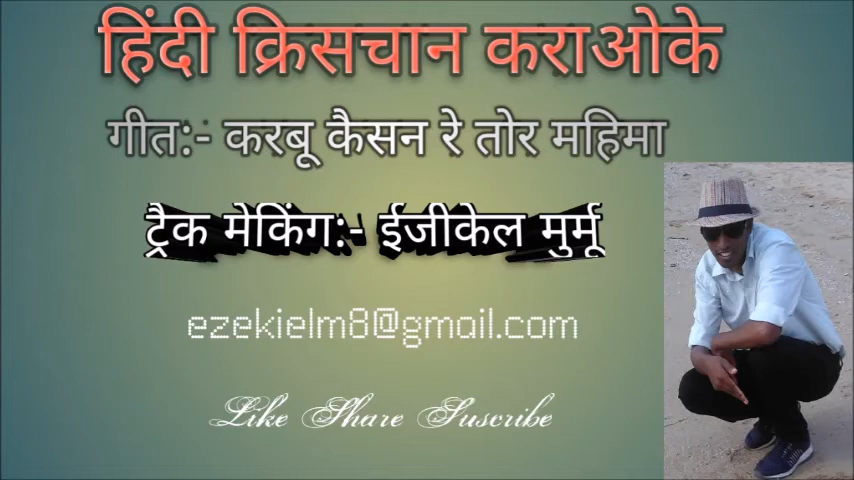 हिंदी क्रिसचान कराओके
गीत:- करबू कैसन रे तोर महिमा
ट्रैक मेकिंग:- ईजीकेल मुर्मू
ezekielm8@gmail.com
Like Share Suscribe